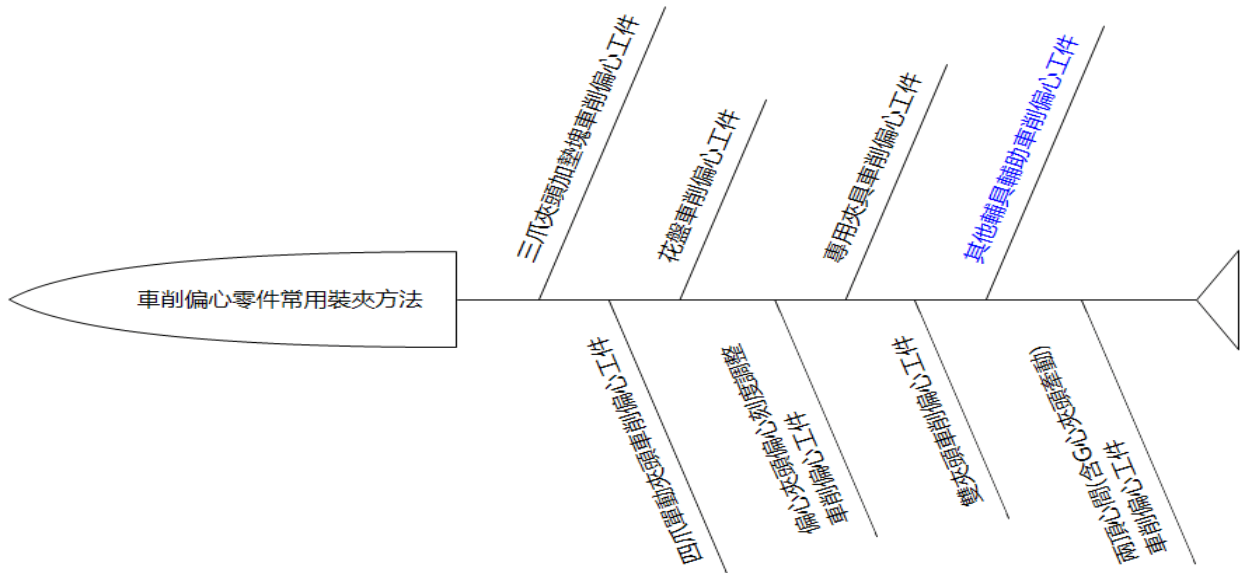 三爪夾頭加墊塊車削偏心工件
花盤車削偏心工件
專用夾具車削偏心工件
其他輔具輔助車削偏心工件
車削偏心零件常用裝夾方法
四爪單動夾頭車削偏心工件
偏心夾頭偏心刻度調整
車削偏心工件
雙夾頭車削偏心工件
兩頂心間(含G心夾頭牽動)
車削偏心工件